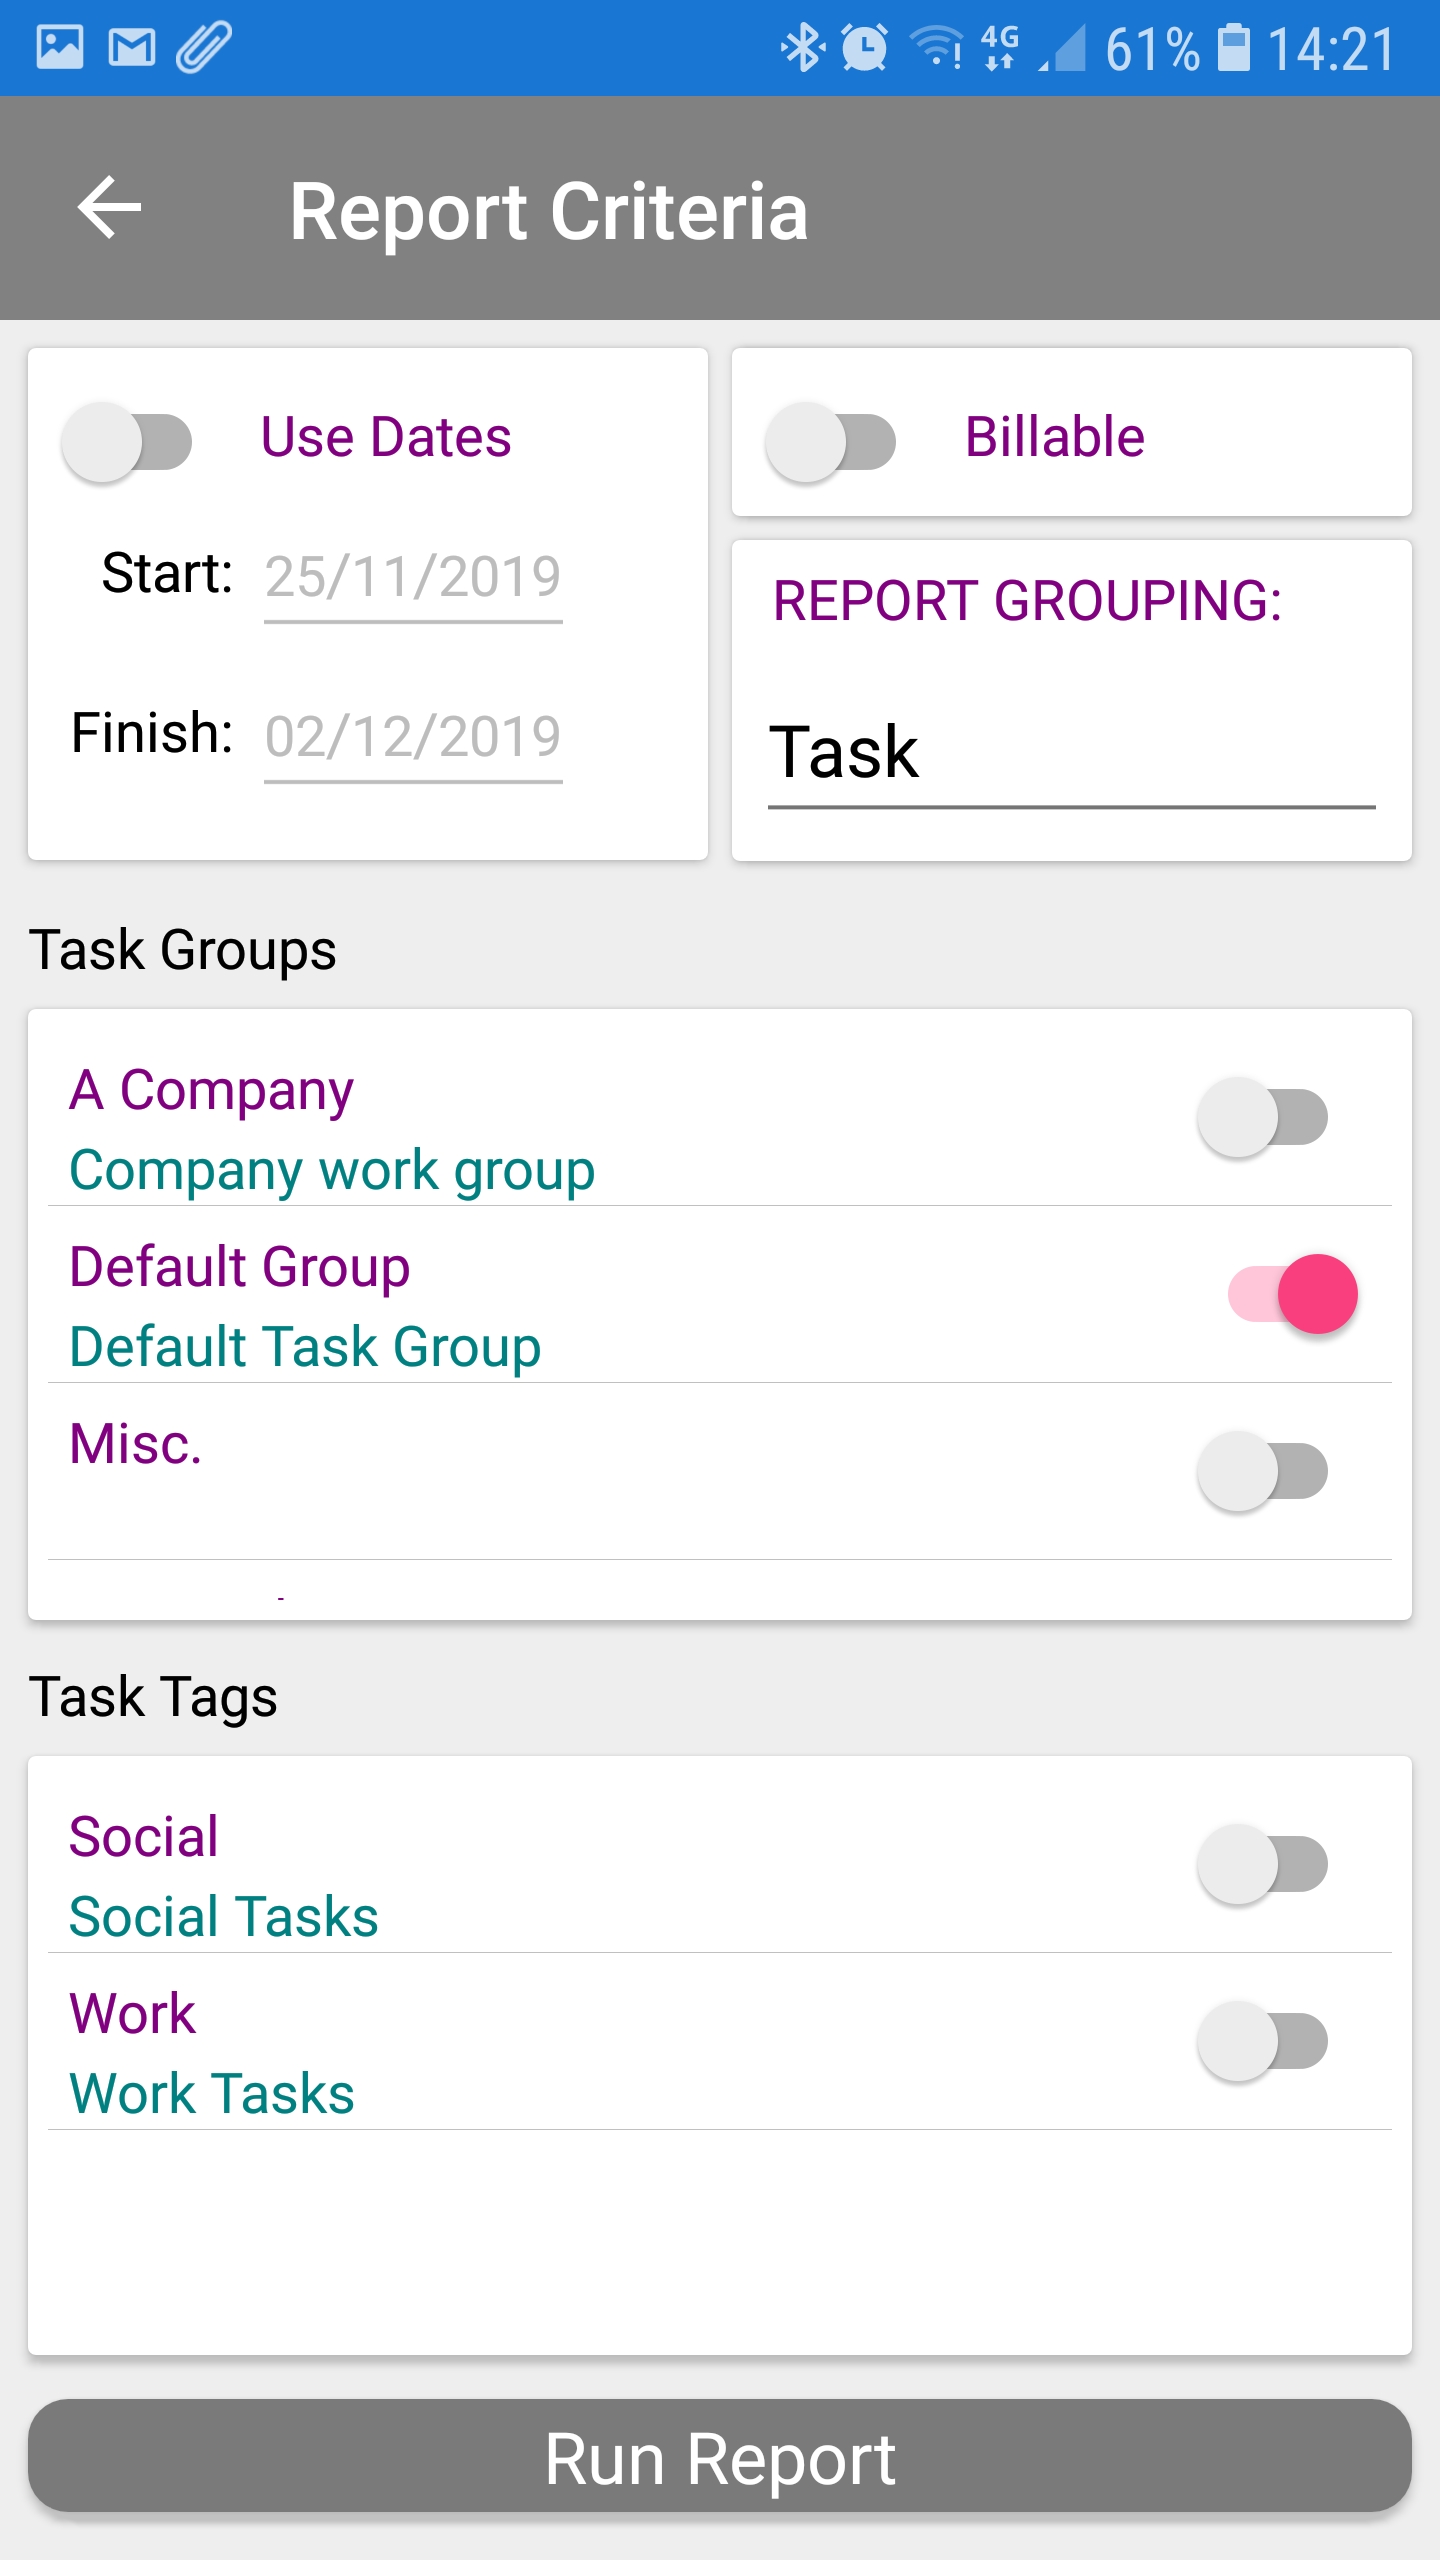 4G 61% 14:21
Report Criteria
Use Dates
Start: 25/11/2019
Finish: 02/12/2019
Billable
REPORT GROUPING:
Task
Task Groups
A Company
Company work group
Default Group
Default Task Group
Misc.
Task Tags
Social
Social Tasks
Work
Work Tasks
Run Report